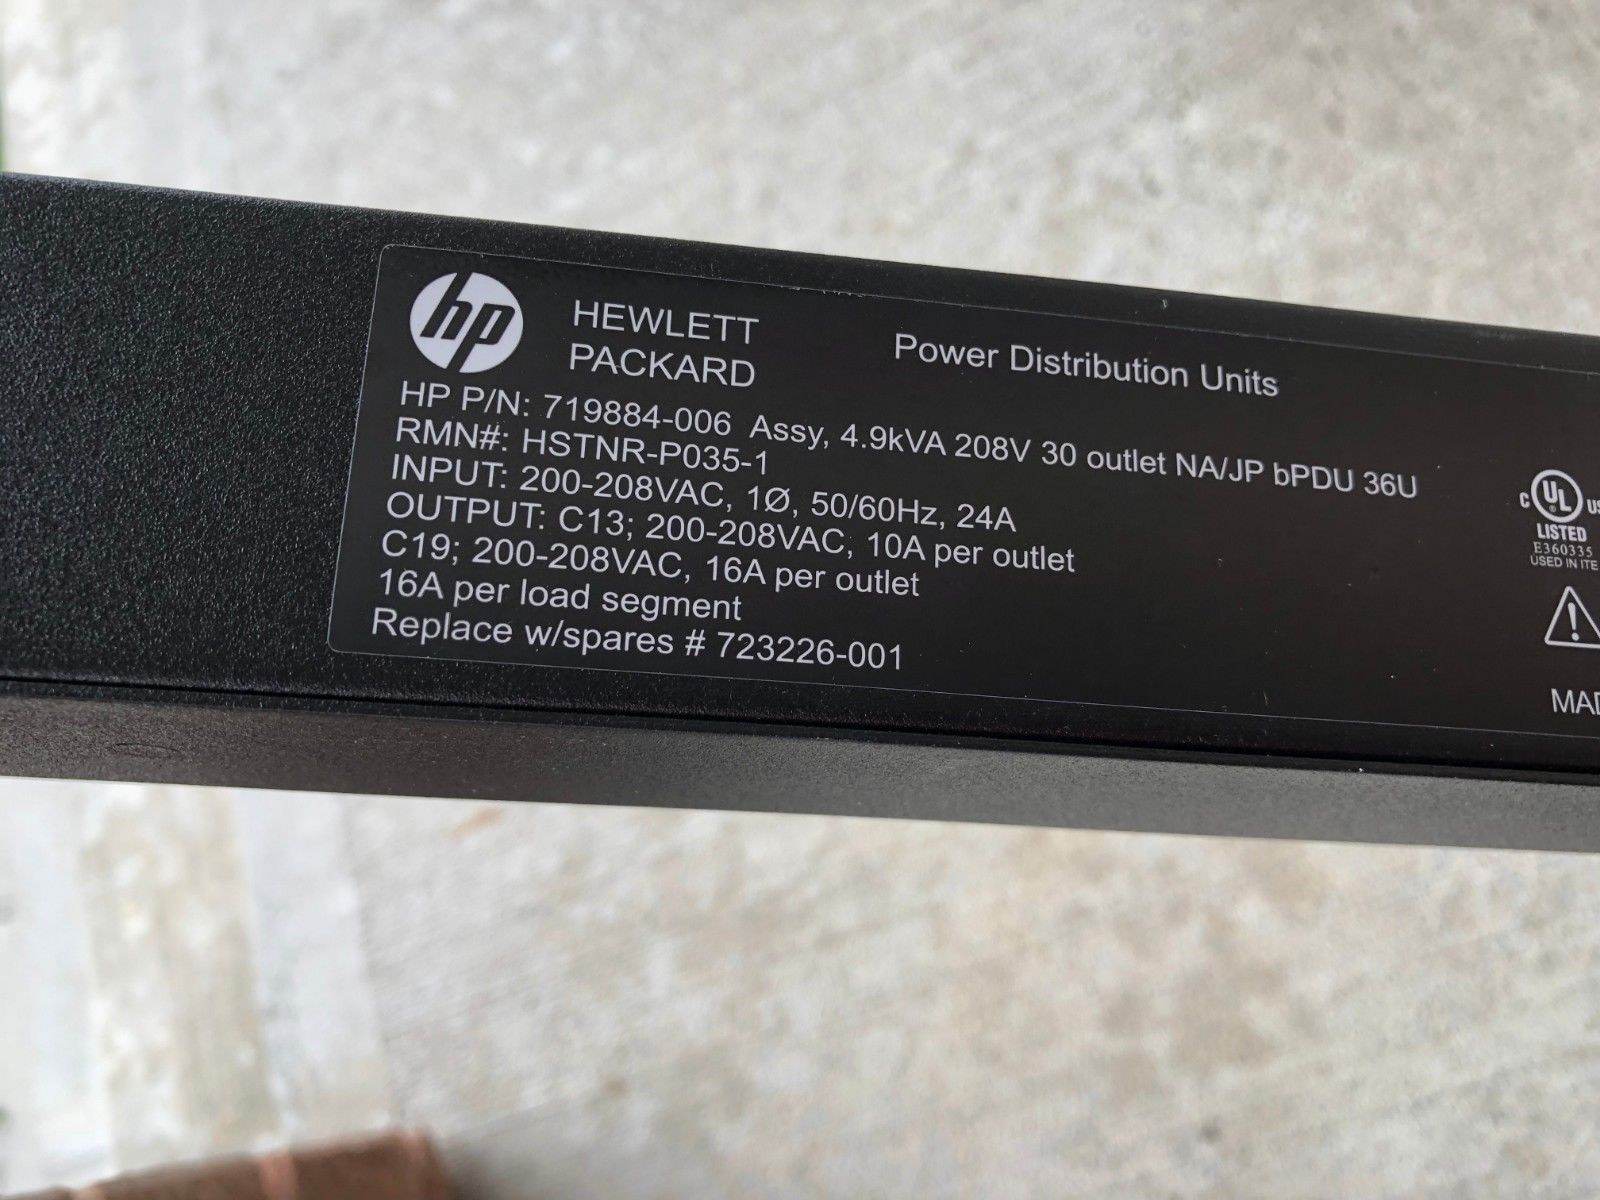 hp
HEWLETT
PACKARD
Power Distribution Units
HP P/N: 719884-006 Assy, 4.9kVA 208V 30 outlet NA/JP bPDU 36U
RMN#: HSTNR-P035-1
INPUT: 200-208VAC, 1Ø, 50/60Hz, 24A
OUTPUT: C13; 200-208VAC, 10A per outlet
C19; 200-208VAC, 16A per outlet
16A per load segment
Replace w/spares # 723226-001
c UL US
LISTED
E360335
USED IN ITE